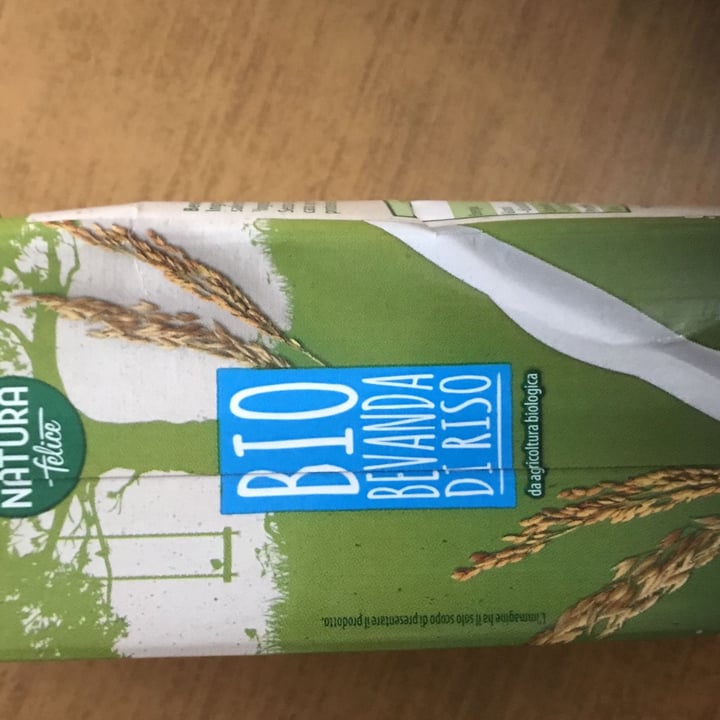 NATURA
felice
BIO
BEVANDA
DI RISO
da agricoltura biologica
L'immagine ha il solo scopo di presentare il prodotto.